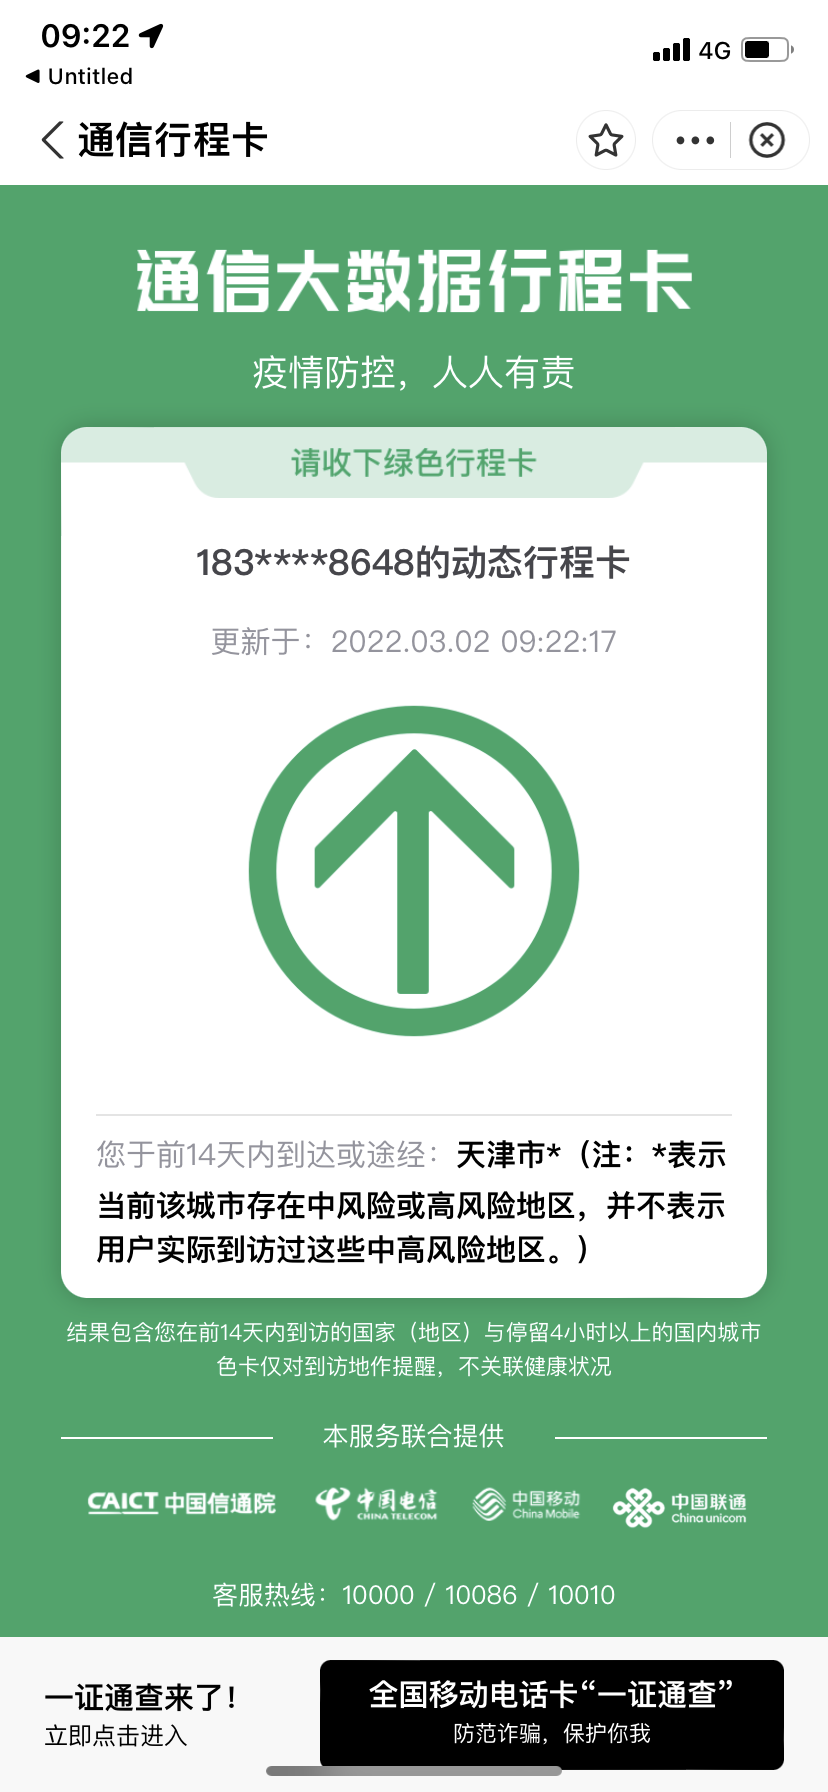 09:22
4G
Untitled
通信行程卡
通信大数据行程卡
疫情防控，人人有责
请收下绿色行程卡
183****8648的动态行程卡
更新于：2022.03.02 09:22:17
您于前14天内到达或途经：天津市*（注：*表示
当前该城市存在中风险或高风险地区，并不表示
用户实际到访过这些中高风险地区。）
结果包含您在前14天内到访的国家（地区）与停留4小时以上的国内城市
色卡仅对到访地作提醒，不关联健康状况
本服务联合提供
CAICT 中国信通院
中国电信
CHINA TELECOM
中国移动
China Mobile
中国联通
China unicom
客服热线：10000 / 10086 / 10010
一证通查来了！
立即点击进入
全国移动电话卡“一证通查”
防范诈骗，保护你我